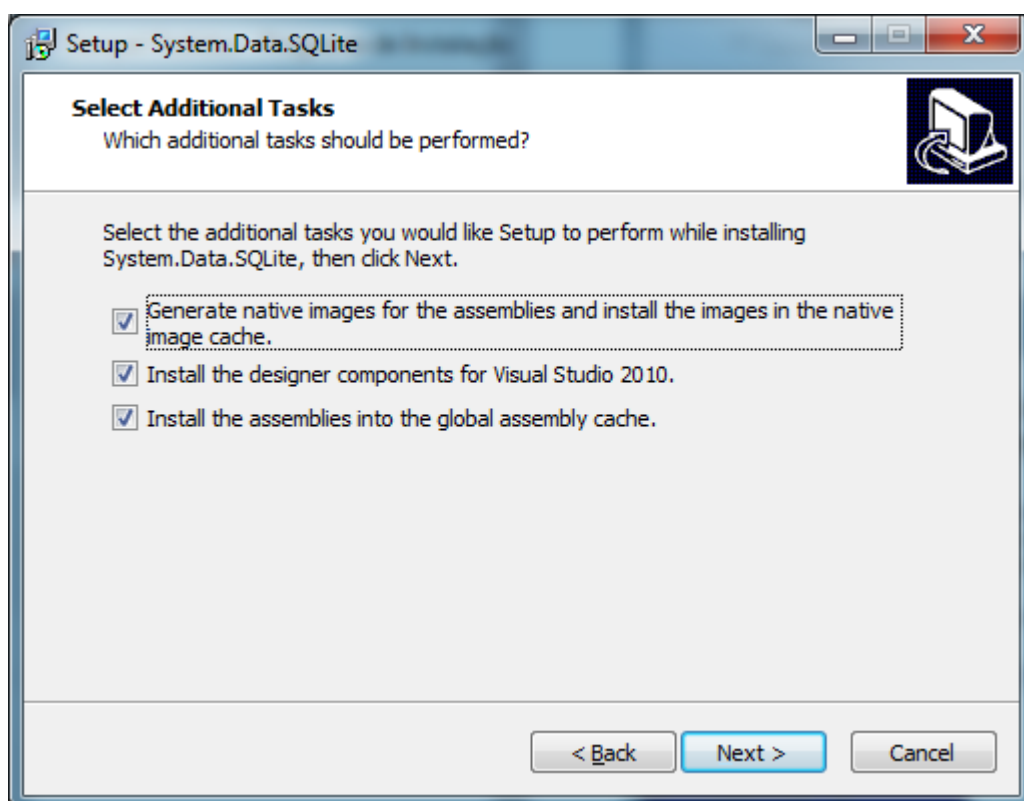 Setup - System.Data.SQLite
Select Additional Tasks
Which additional tasks should be performed?
Select the additional tasks you would like Setup to perform while installing
System.Data.SQLite, then click Next.
Generate native images for the assemblies and install the images in the native
image cache.
Install the designer components for Visual Studio 2010.
Install the assemblies into the global assembly cache.
< Back Next > Cancel